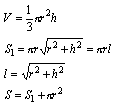 V = 1/3 πr²h
S₁ = πr√(r² + h²) = πrl
l = √(r² + h²)
S = S₁ + πr²